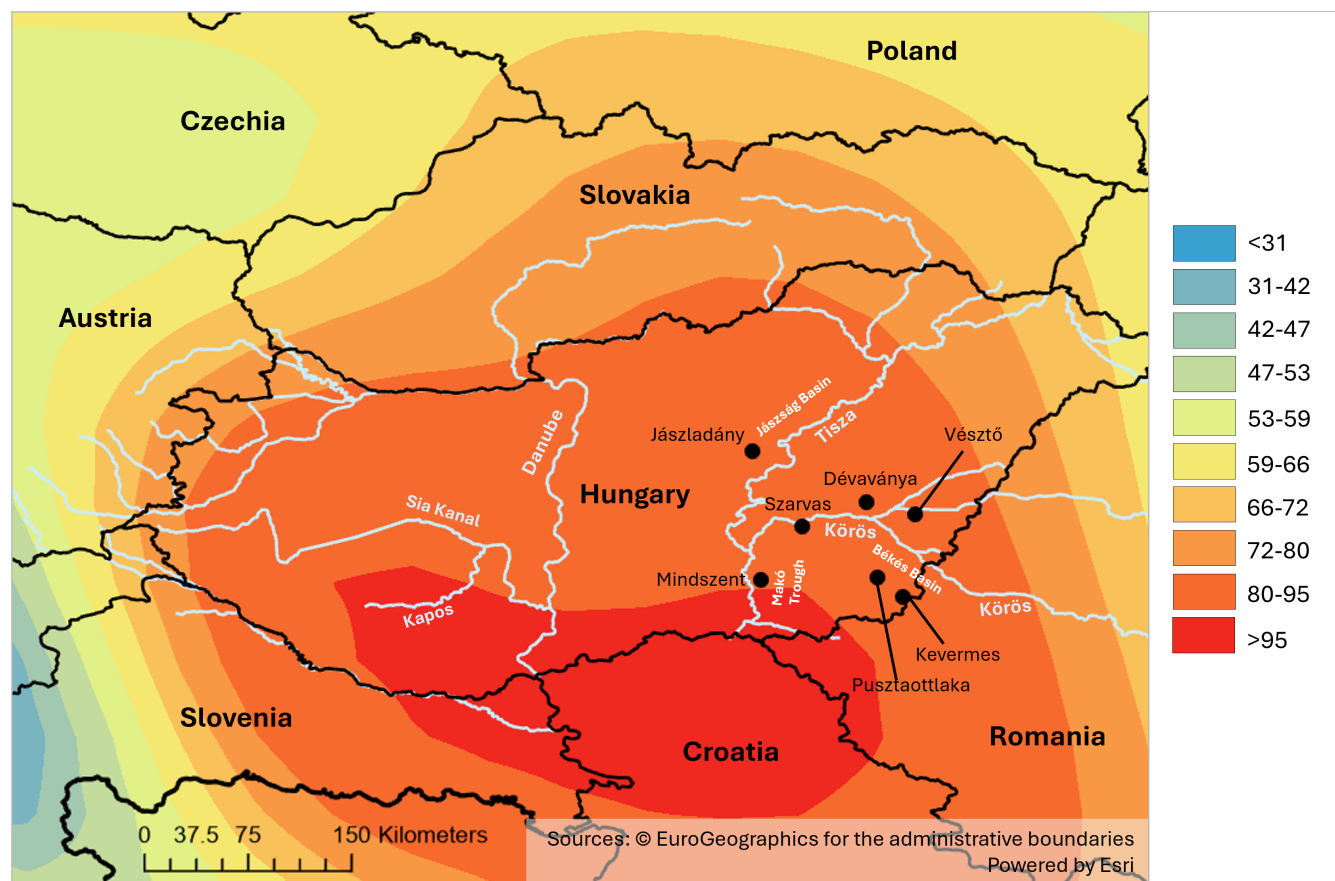 Poland
Czechia
Slovakia
<31
31-42
Austria
42-47
47-53
Jászság Basin
53-59
Danube
Tisza
Jászladány
Vésztő
59-66
Dévaványa
Hungary
Sia Kanal
Szarvas
66-72
Körös
72-80
Békés Basin
Mindszent
Makó
Trough
80-95
Kapos
Körös
>95
Kevermes
Pusztaottlaka
Slovenia
Romania
Croatia
0 37.5 75 150 Kilometers
Sources: © EuroGeographics for the administrative boundaries
Powered by Esri